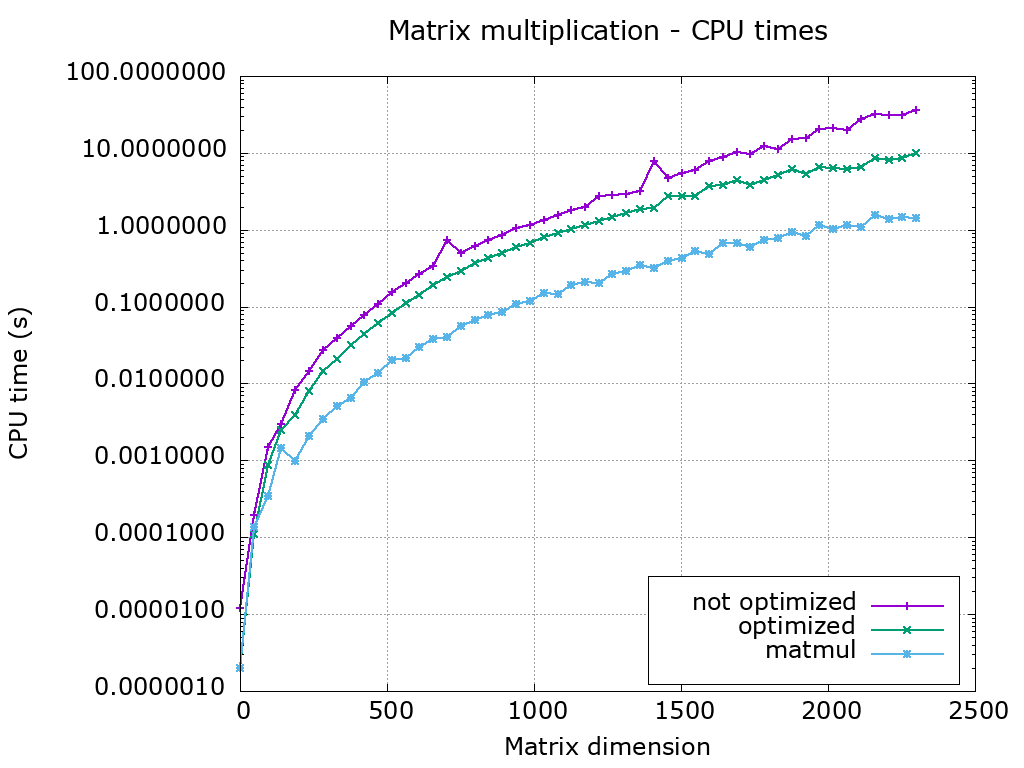 Matrix multiplication - CPU times
100.0000000
10.0000000
1.0000000
0.1000000
0.0100000
0.0010000
0.0001000
0.0000100
0.0000010
CPU time (s)
not optimized
optimized
matmul
0 500 1000 1500 2000 2500
Matrix dimension